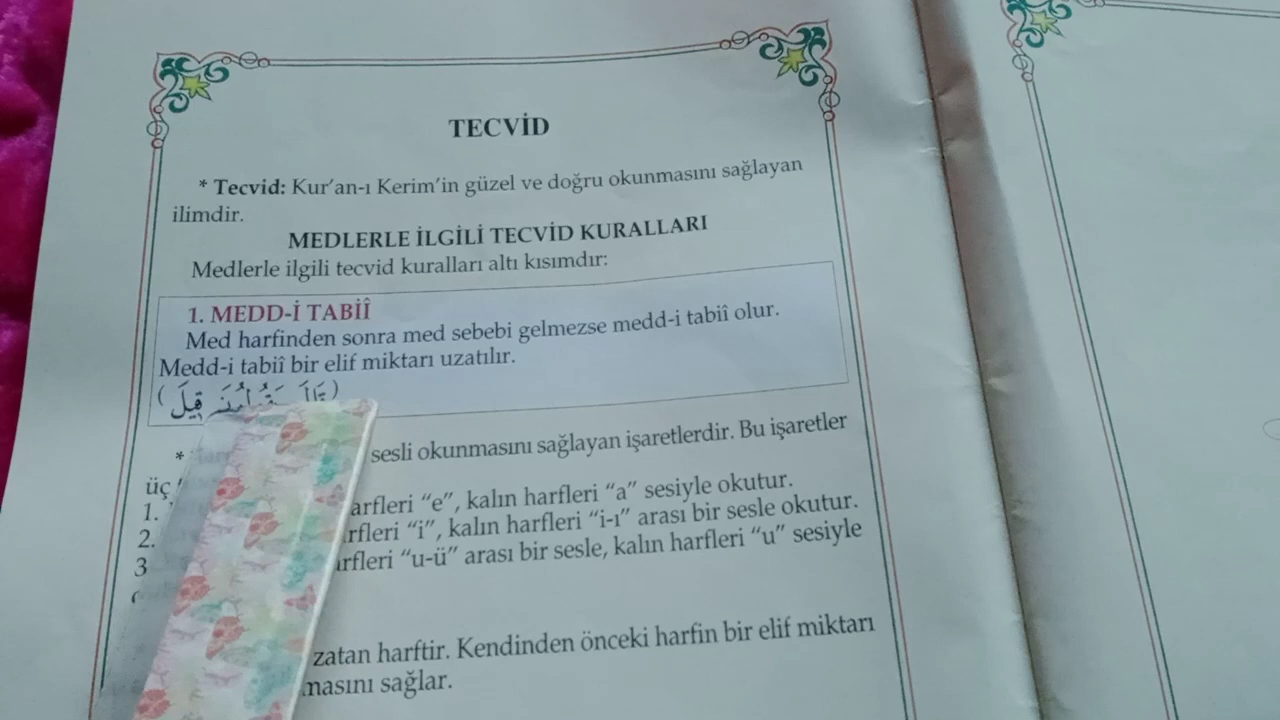 TECVİD
* Tecvid: Kur'an-ı Kerim'in güzel ve doğru okunmasını sağlayan
ilimdir.
MEDLERLE İLGİLİ TECVİD KURALLARI
Medlerle ilgili tecvid kuralları altı kısımdır:
1. MEDD-İ TABİÎ
Med harfinden sonra med sebebi gelmezse medd-i tabiî olur.
Medd-i tabiî bir elif miktarı uzatılır.
قِيلَ
* sesli okunmasını sağlayan işaretlerdir. Bu işaretler
üç
1. arfleri “e”, kalın harfleri “a” sesiyle okutur.
2. rfleri “i”, kalın harfleri “i-ı” arası bir sesle okutur.
3 arfleri “u-ü” arası bir sesle, kalın harfleri “u” sesiyle
zatan harftir. Kendinden önceki harfin bir elif miktarı
masını sağlar.